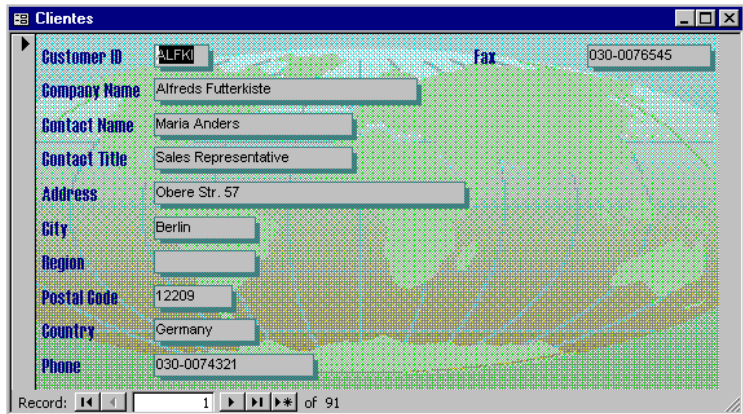 Clientes
Customer ID ALFKI Fax 030-0076545
Company Name Alfreds Futterkiste
Contact Name Maria Anders
Contact Title Sales Representative
Address Obere Str. 57
City Berlin
Region
Postal Code 12209
Country Germany
Phone 030-0074321
Record: 1 of 91